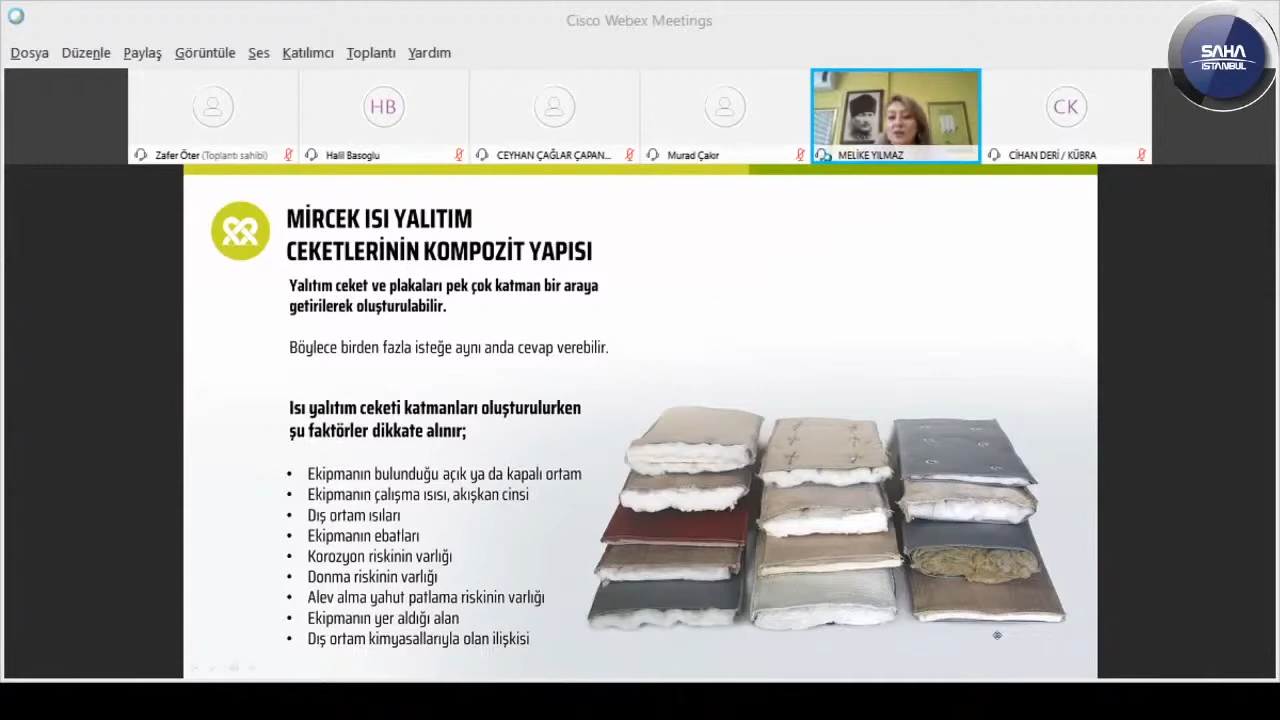 Cisco Webex Meetings
Dosya Düzenle Paylaş Görüntüle Ses Katılımcı Toplantı Yardım
SAHA
İSTANBUL
HB
CK
Zafer Öter (Toplantı sahibi)
Halil Basoglu
CEYHAN ÇAĞLAR ÇAPAN...
Murad Çakır
MELİKE YILMAZ
CİHAN DERİ / KÜBRA
MİRCEK ISI YALITIM
CEKETLERİNİN KOMPOZİT YAPISI
Yalıtım ceket ve plakaları pek çok katman bir araya
getirilerek oluşturulabilir.
Böylece birden fazla isteğe aynı anda cevap verebilir.
Isı yalıtım ceketi katmanları oluşturulurken
şu faktörler dikkate alınır;
• Ekipmanın bulunduğu açık ya da kapalı ortam
• Ekipmanın çalışma ısısı, akışkan cinsi
• Dış ortam ısıları
• Ekipmanın ebatları
• Korozyon riskinin varlığı
• Donma riskinin varlığı
• Alev alma yahut patlama riskinin varlığı
• Ekipmanın yer aldığı alan
• Dış ortam kimyasallarıyla olan ilişkisi